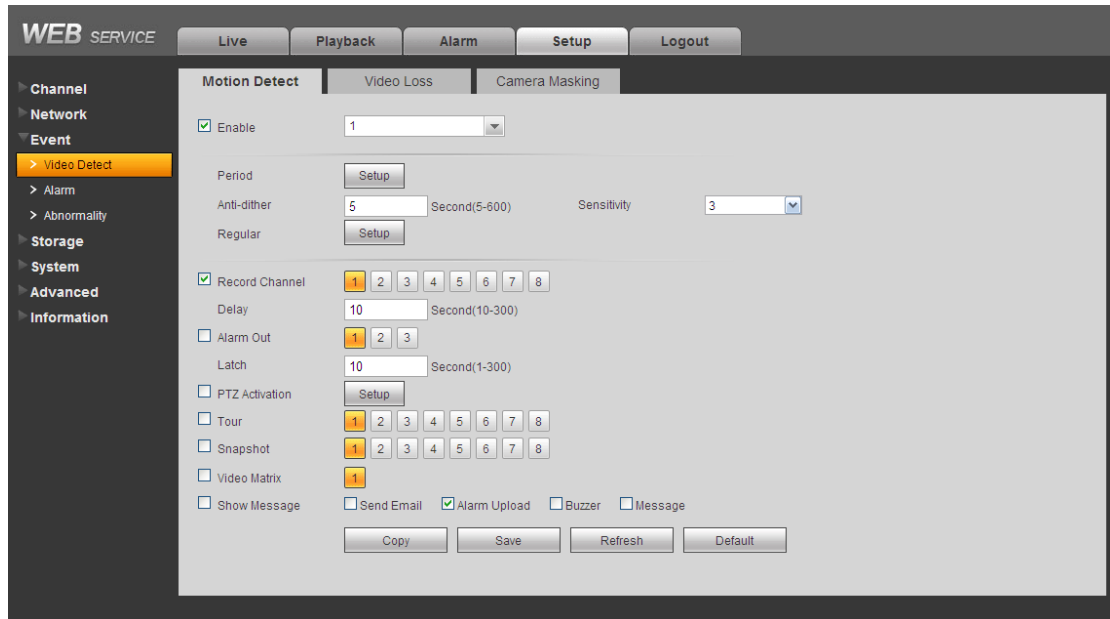 WEB SERVICE
Live Playback Alarm Setup Logout
Channel
Network
Event
> Video Detect
> Alarm
> Abnormality
Storage
System
Advanced
Information
Motion Detect Video Loss Camera Masking
Enable 1
Period Setup
Anti-dither 5 Second(5-600) Sensitivity 3
Regular Setup
Record Channel 1 2 3 4 5 6 7 8
Delay 10 Second(10-300)
Alarm Out 1 2 3
Latch 10 Second(1-300)
PTZ Activation Setup
Tour 1 2 3 4 5 6 7 8
Snapshot 1 2 3 4 5 6 7 8
Video Matrix 1
Show Message Send Email Alarm Upload Buzzer Message
Copy Save Refresh Default